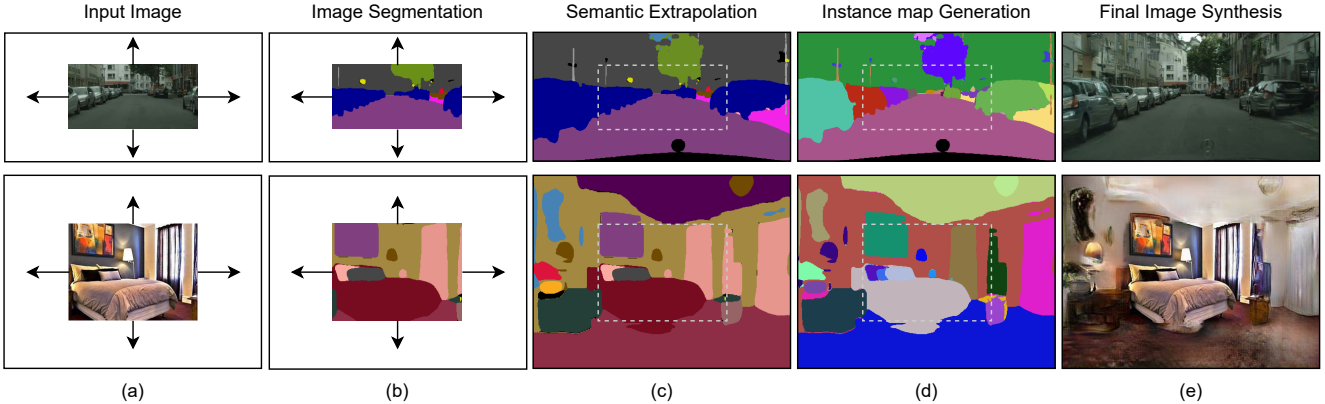 Input Image
Image Segmentation
Semantic Extrapolation
Instance map Generation
Final Image Synthesis
(a)
(b)
(c)
(d)
(e)